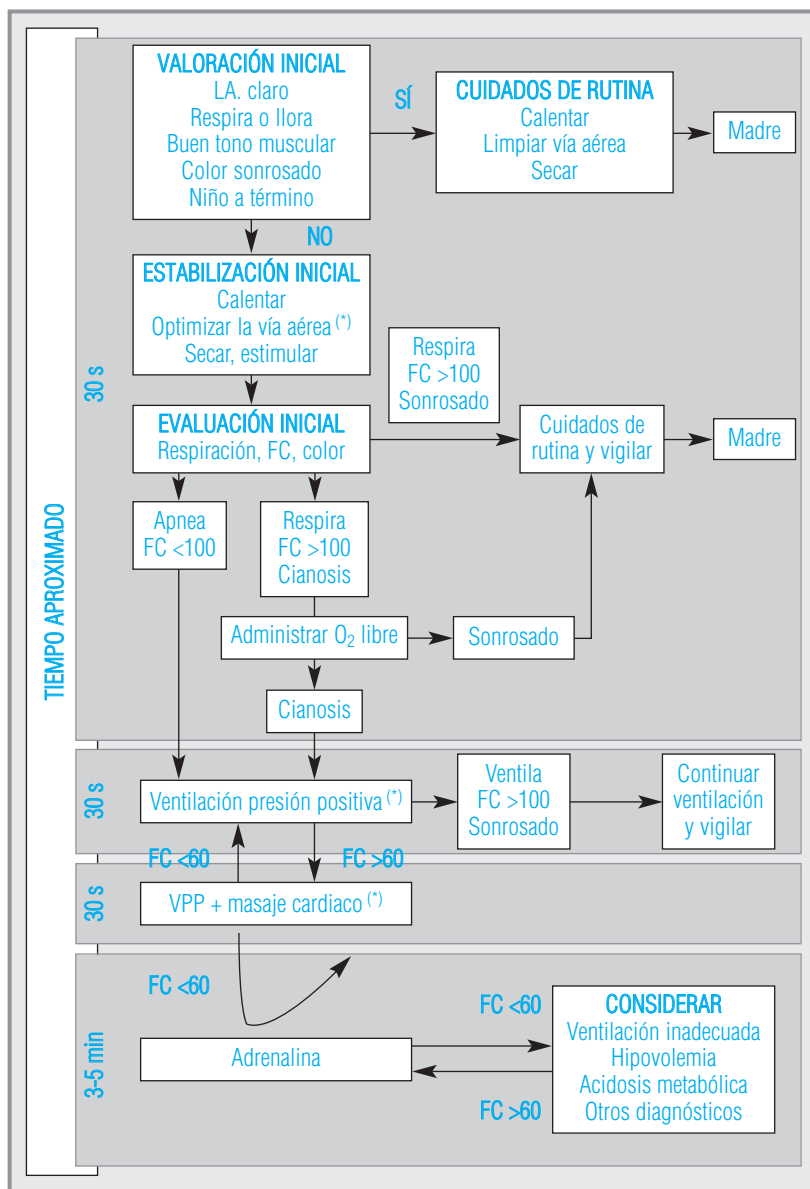 VALORACIÓN INICIAL
LA. claro
Respira o llora
Buen tono muscular
Color sonrosado
Niño a término
SÍ
CUIDADOS DE RUTINA
Calentar
Limpiar vía aérea
Secar
Madre
NO
ESTABILIZACIÓN INICIAL
Calentar
Optimizar la vía aérea (*)
Secar, estimular
30 s
Respira
FC >100
Sonrosado
EVALUACIÓN INICIAL
Respiración, FC, color
Cuidados de
rutina y vigilar
Madre
Apnea
FC <100
Respira
FC >100
Cianosis
Administrar O₂ libre
Sonrosado
Cianosis
TIEMPO APROXIMADO
30 s
Ventilación presión positiva (*)
Ventila
FC >100
Sonrosado
Continuar
ventilación
y vigilar
FC <60
FC >60
30 s
VPP + masaje cardiaco (*)
FC <60
3-5 min
Adrenalina
FC <60
FC >60
CONSIDERAR
Ventilación inadecuada
Hipovolemia
Acidosis metabólica
Otros diagnósticos